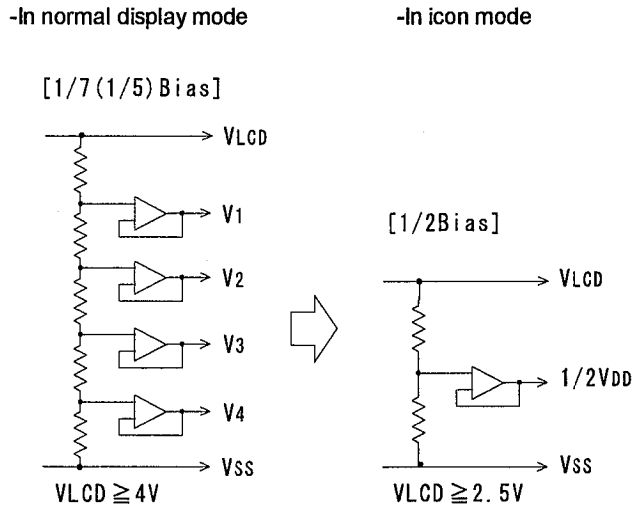 -In normal display mode
-In icon mode
[1/7(1/5)Bias]
VLCD
V1
V2
V3
V4
VSS
VLCD≧4V
[1/2Bias]
VLCD
1/2VDD
VSS
VLCD≧2.5V